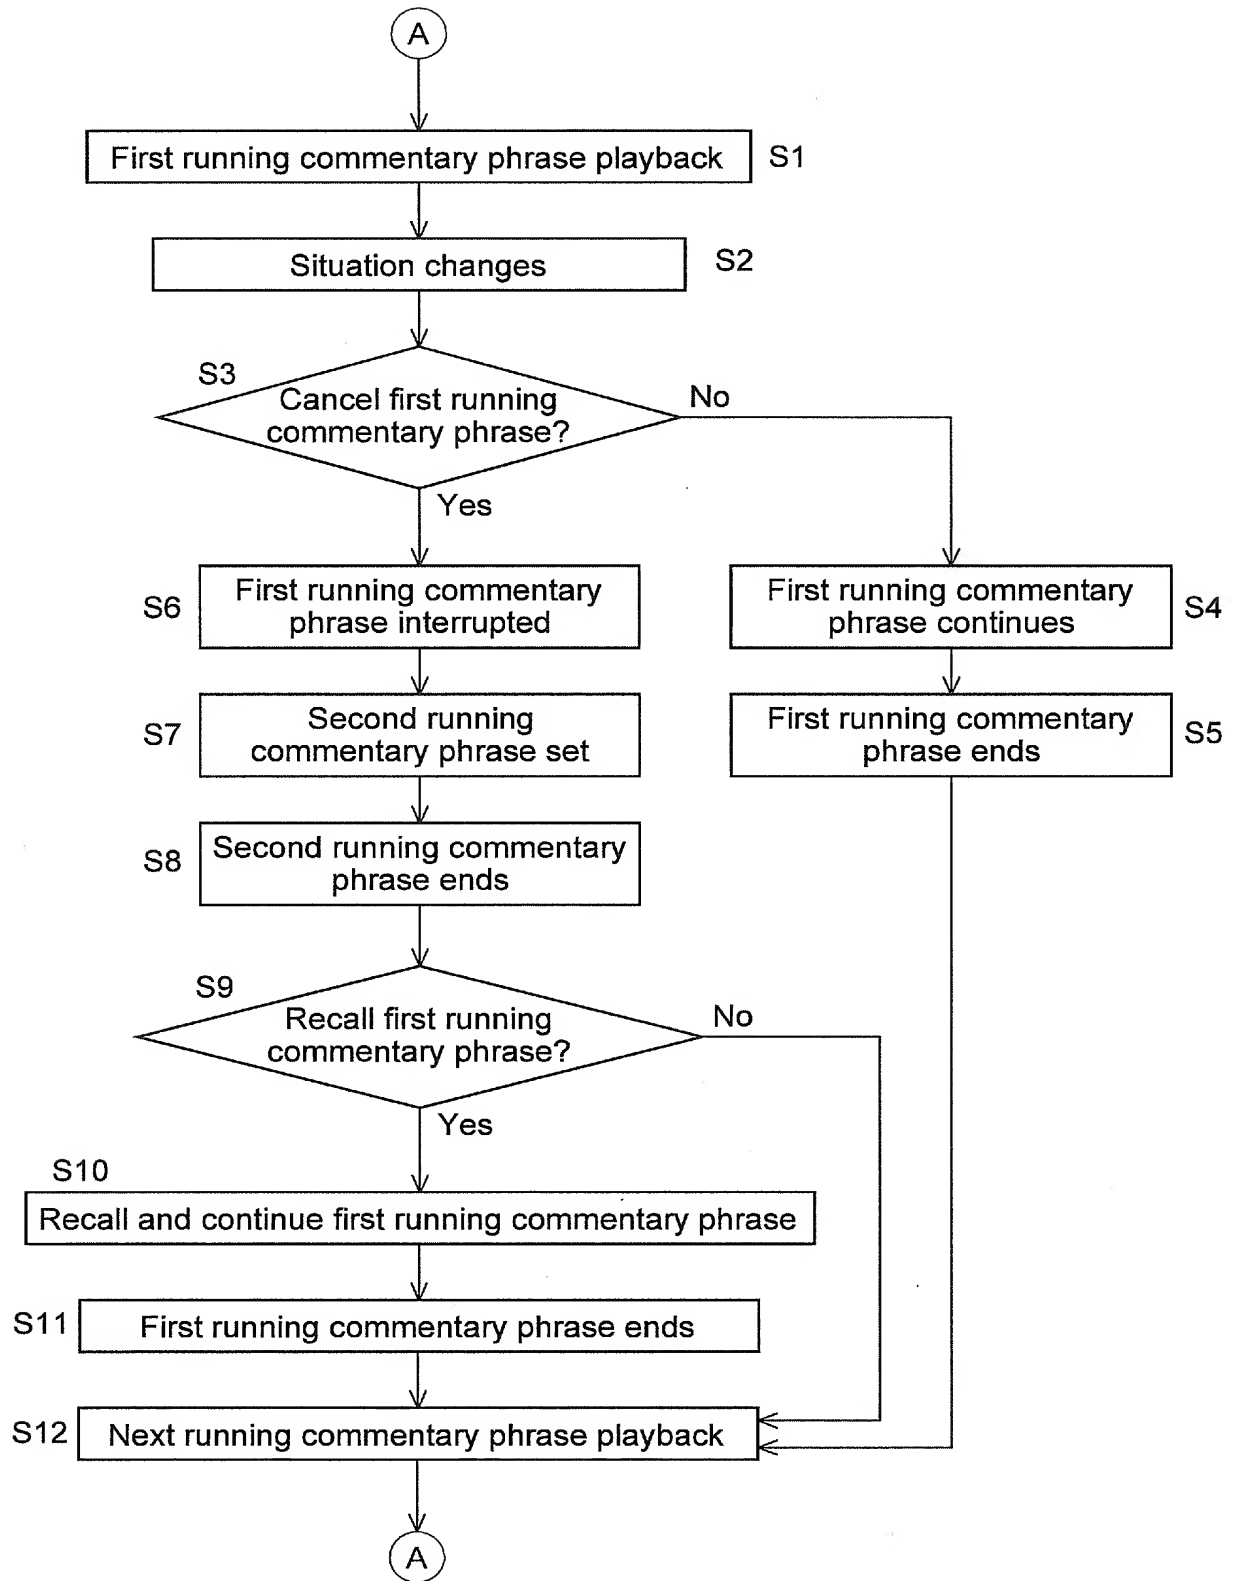 A
First running commentary phrase playback
S1
Situation changes
S2
S3
Cancel first running
commentary phrase?
No
Yes
S6
First running commentary
phrase interrupted
First running commentary
phrase continues
S4
S7
Second running
commentary phrase set
First running commentary
phrase ends
S5
S8
Second running commentary
phrase ends
S9
Recall first running
commentary phrase?
No
Yes
S10
Recall and continue first running commentary phrase
S11
First running commentary phrase ends
S12
Next running commentary phrase playback
A